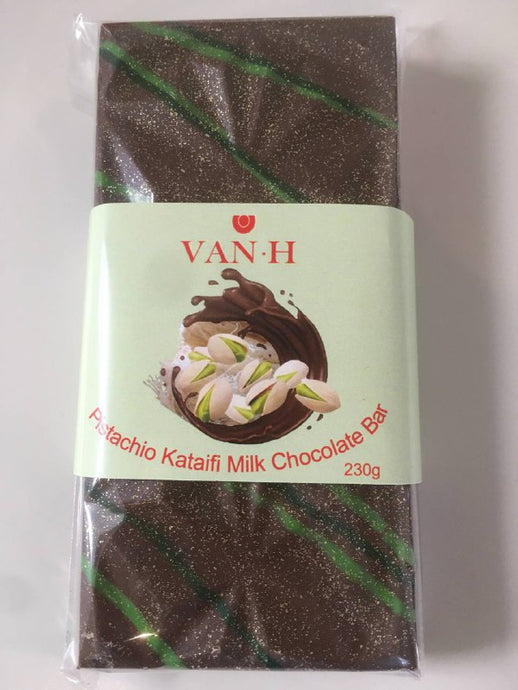 VAN·H
Pistachio Kataifi Milk Chocolate Bar
230g